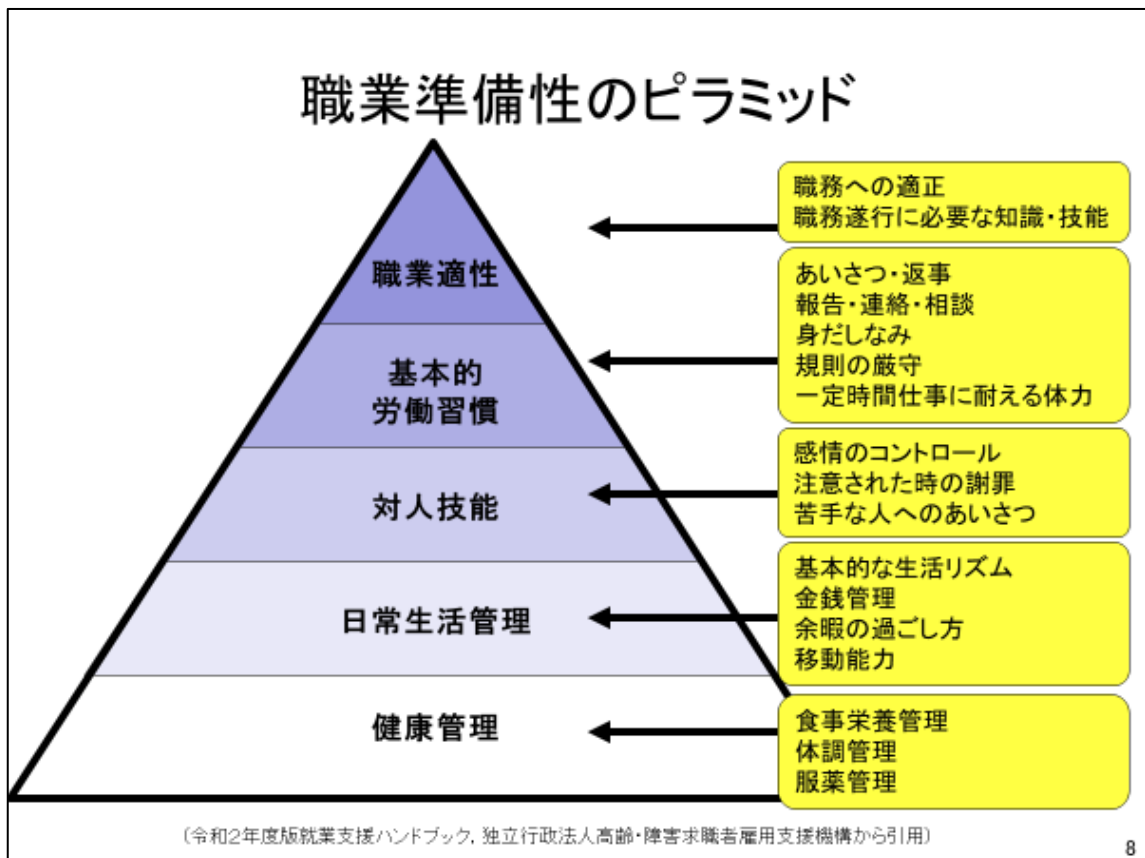 職業準備性のピラミッド
職業適性
職務への適正
職務遂行に必要な知識・技能
基本的
労働習慣
あいさつ・返事
報告・連絡・相談
身だしなみ
規則の厳守
一定時間仕事に耐える体力
対人技能
感情のコントロール
注意された時の謝罪
苦手な人へのあいさつ
日常生活管理
基本的な生活リズム
金銭管理
余暇の過ごし方
移動能力
健康管理
食事栄養管理
体調管理
服薬管理
(令和2年度版就業支援ハンドブック, 独立行政法人高齢・障害求職者雇用支援機構から引用)
8